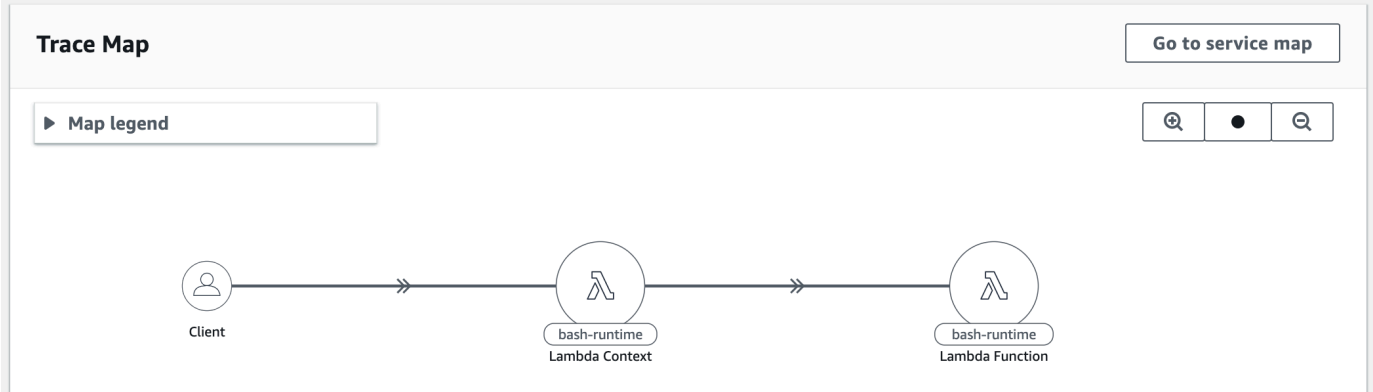 Trace Map
Go to service map
Map legend
Client
bash-runtime
Lambda Context
bash-runtime
Lambda Function